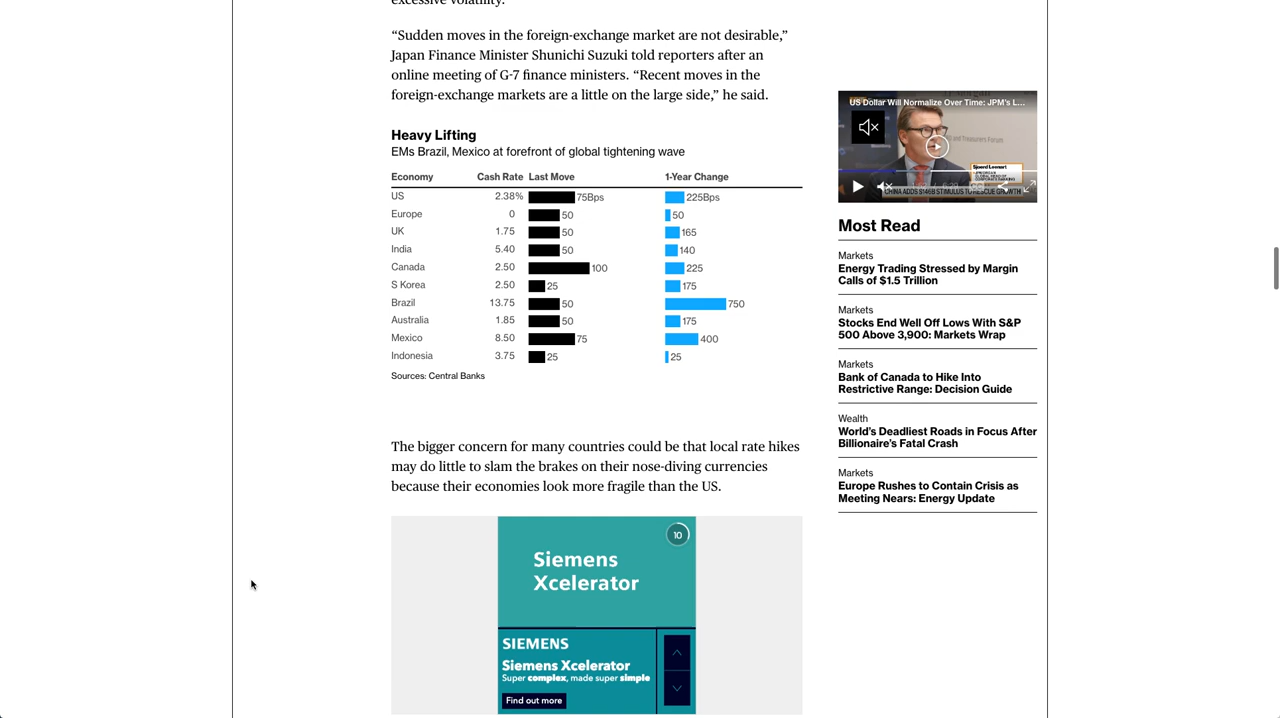 excessive volatility.
“Sudden moves in the foreign-exchange market are not desirable,”
Japan Finance Minister Shunichi Suzuki told reporters after an
online meeting of G-7 finance ministers. “Recent moves in the
foreign-exchange markets are a little on the large side,” he said.
Heavy Lifting
EMs Brazil, Mexico at forefront of global tightening wave
Economy Cash Rate Last Move 1-Year Change
US 2.38% 75Bps 225Bps
Europe 0 50 50
UK 1.75 50 165
India 5.40 50 140
Canada 2.50 100 225
S Korea 2.50 25 175
Brazil 13.75 50 750
Australia 1.85 50 175
Mexico 8.50 75 400
Indonesia 3.75 25 25
Sources: Central Banks
The bigger concern for many countries could be that local rate hikes
may do little to slam the brakes on their nose-diving currencies
because their economies look more fragile than the US.
10
Siemens
Xcelerator
SIEMENS
Siemens Xcelerator
Super complex, made super simple
Find out more
US Dollar Will Normalize Over Time: JPM's L...
CHINA ADDS $146B STIMULUS TO RESCUE GROWTH
Most Read
Markets
Energy Trading Stressed by Margin
Calls of $1.5 Trillion
Markets
Stocks End Well Off Lows With S&P
500 Above 3,900: Markets Wrap
Markets
Bank of Canada to Hike Into
Restrictive Range: Decision Guide
Wealth
World’s Deadliest Roads in Focus After
Billionaire’s Fatal Crash
Markets
Europe Rushes to Contain Crisis as
Meeting Nears: Energy Update